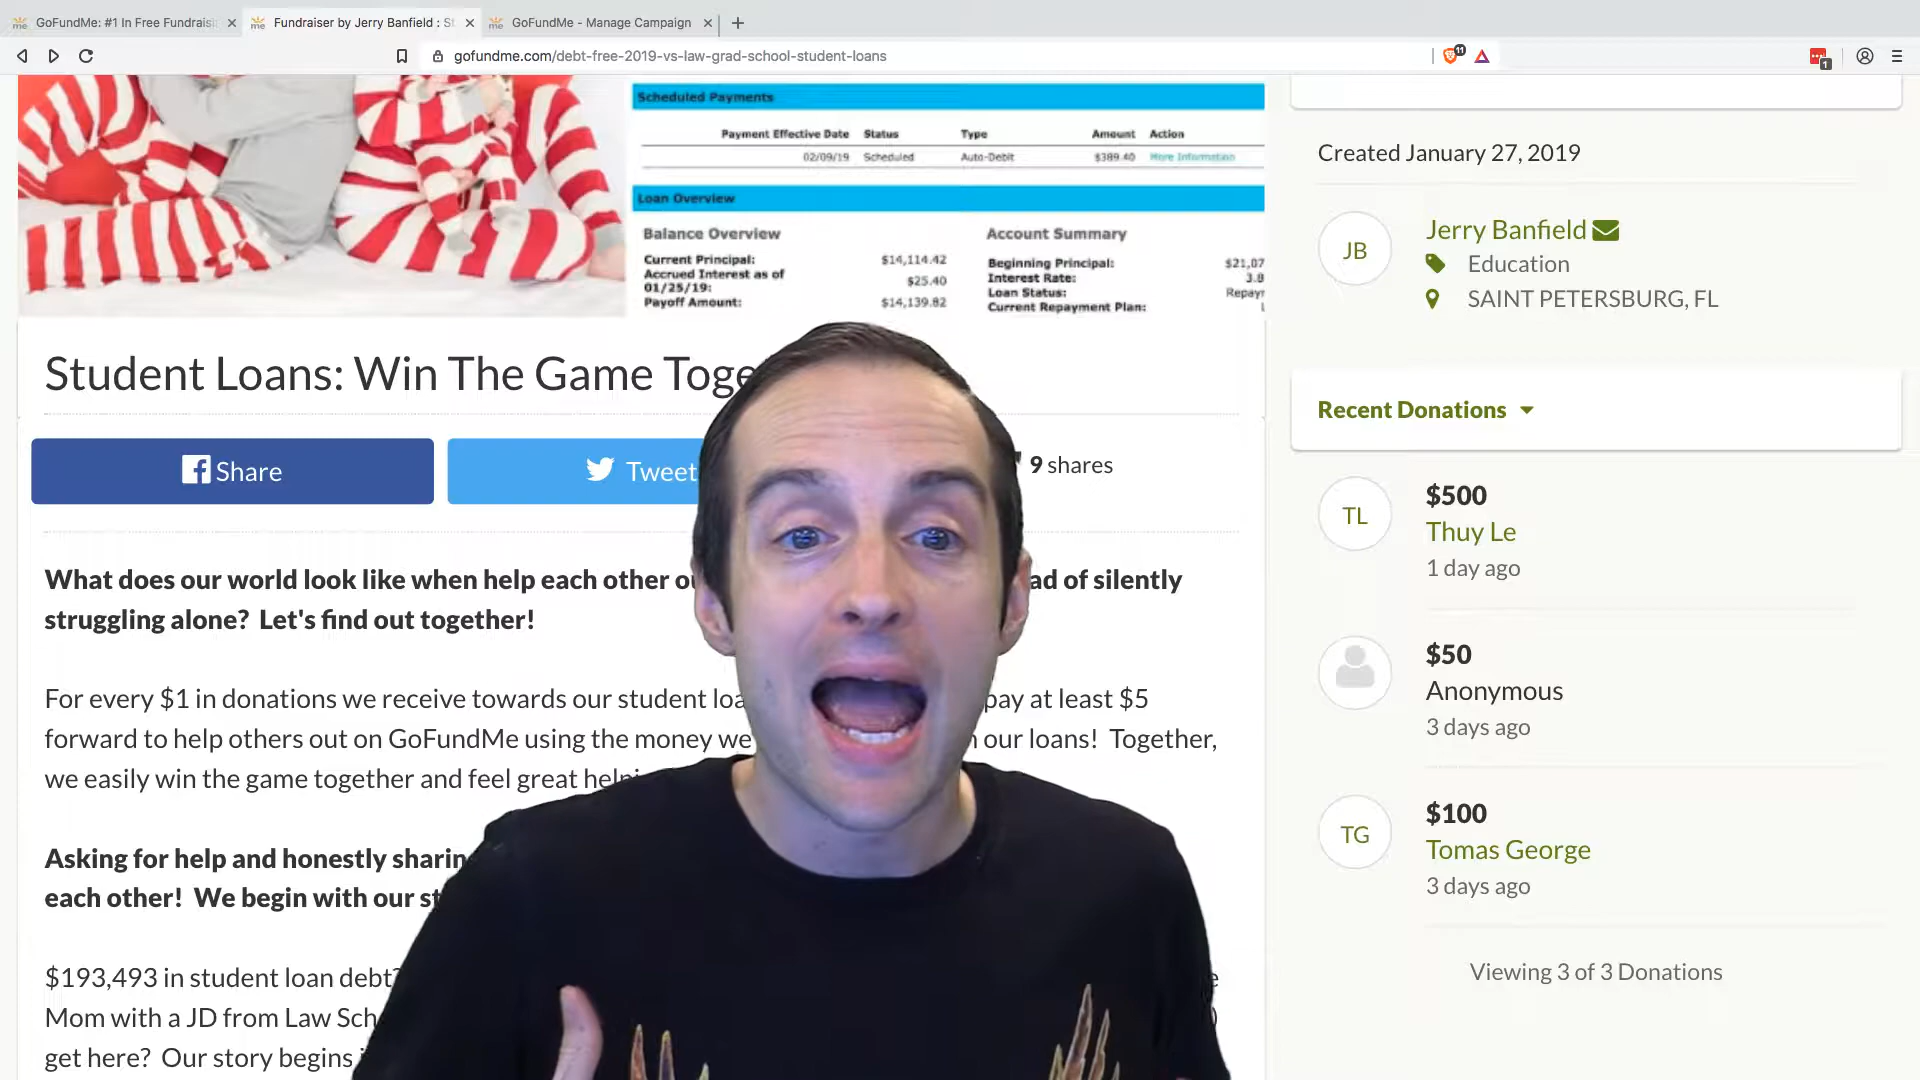 GoFundMe: #1 In Free Fundraisi
Fundraiser by Jerry Banfield : St
GoFundMe - Manage Campaign
gofundme.com/debt-free-2019-vs-law-grad-school-student-loans
11
1
Scheduled Payments
Payment Effective Date Status Type Amount Action
02/09/19 Scheduled Auto-Debit $389.40 More Information
Loan Overview
Balance Overview
Current Principal: $14,114.42
Accrued Interest as of
01/25/19: $25.40
Payoff Amount: $14,139.82
Account Summary
Beginning Principal: $21,07
Interest Rate: 3.8
Loan Status: Repayr
Current Repayment Plan:
Student Loans: Win The Game Toge
Share
Tweet
9 shares
What does our world look like when help each other ou ad of silently
struggling alone? Let's find out together!
For every $1 in donations we receive towards our student loa pay at least $5
forward to help others out on GoFundMe using the money we our loans! Together,
we easily win the game together and feel great helpi
Asking for help and honestly sharin
each other! We begin with our st
$193,493 in student loan debt?
Mom with a JD from Law Sch
get here? Our story begins i
Created January 27, 2019
JB
Jerry Banfield
Education
SAINT PETERSBURG, FL
Recent Donations
TL
$500
Thuy Le
1 day ago
$50
Anonymous
3 days ago
TG
$100
Tomas George
3 days ago
Viewing 3 of 3 Donations